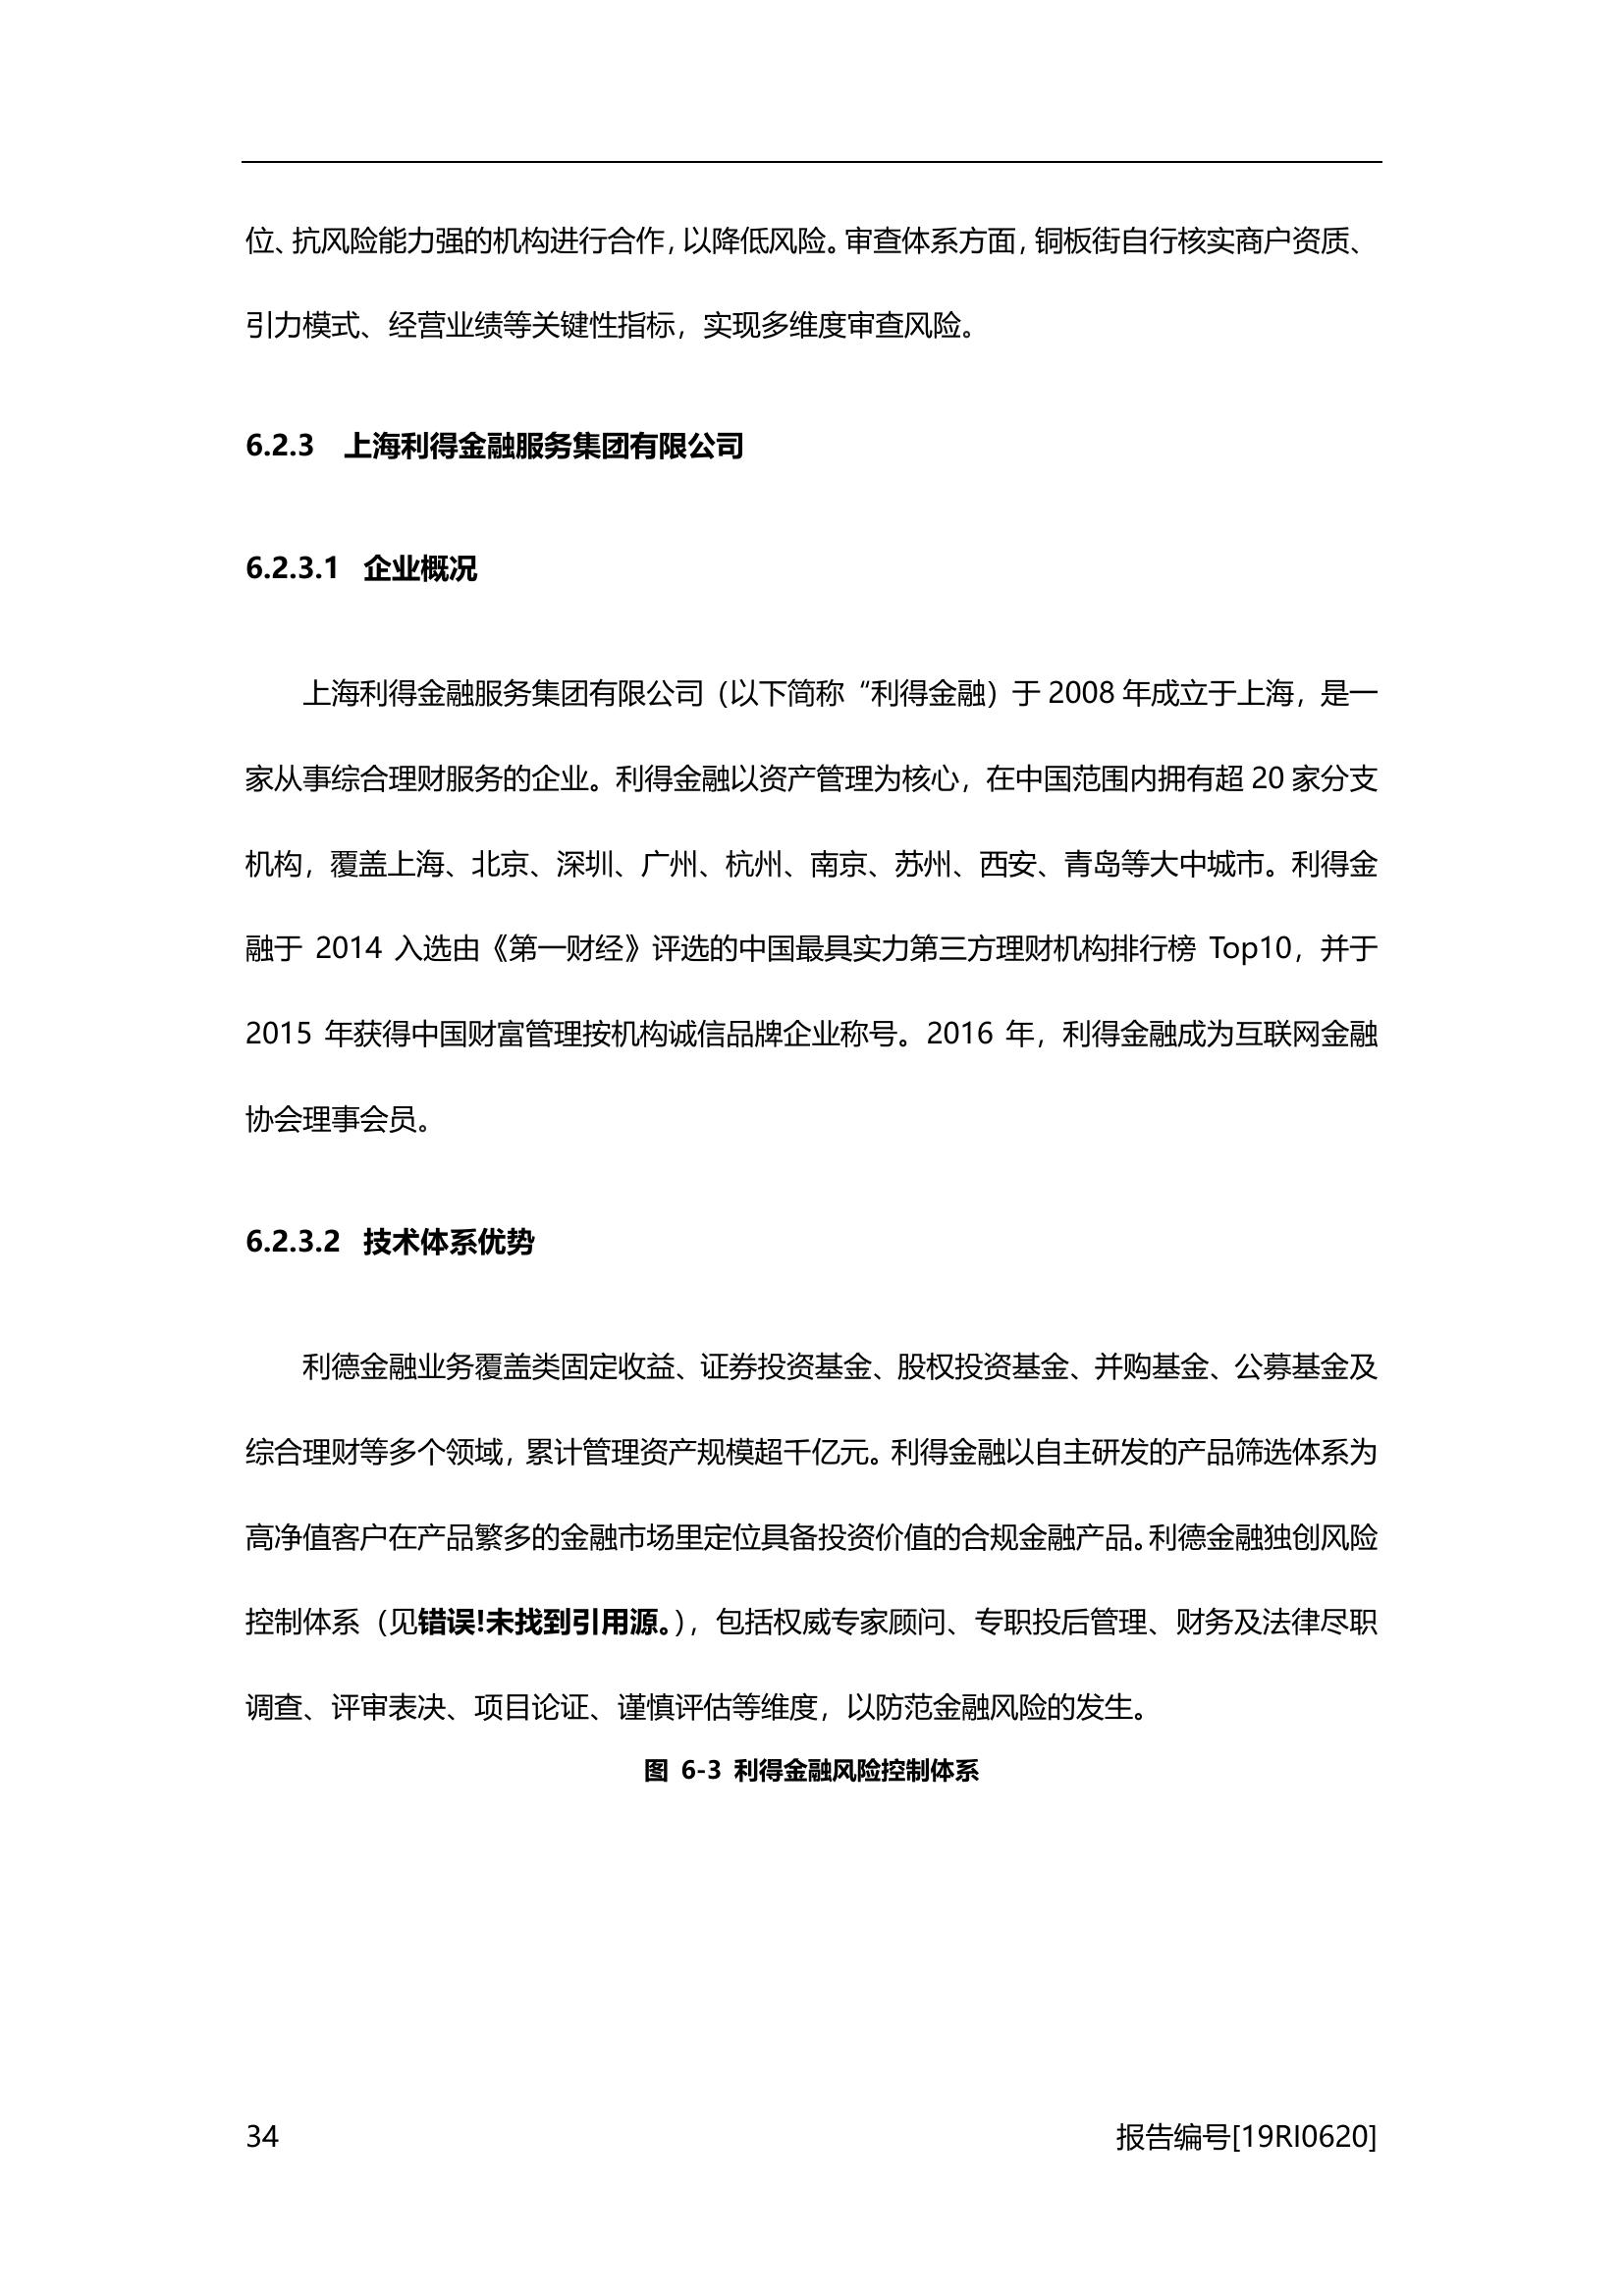 位、抗风险能力强的机构进行合作，以降低风险。审查体系方面，铜板街自行核实商户资质、
引力模式、经营业绩等关键性指标，实现多维度审查风险。
6.2.3 上海利得金融服务集团有限公司
6.2.3.1 企业概况
上海利得金融服务集团有限公司（以下简称“利得金融）于 2008 年成立于上海，是一
家从事综合理财服务的企业。利得金融以资产管理为核心，在中国范围内拥有超 20 家分支
机构，覆盖上海、北京、深圳、广州、杭州、南京、苏州、西安、青岛等大中城市。利得金
融于 2014 入选由《第一财经》评选的中国最具实力第三方理财机构排行榜 Top10，并于
2015 年获得中国财富管理按机构诚信品牌企业称号。2016 年，利得金融成为互联网金融
协会理事会员。
6.2.3.2 技术体系优势
利德金融业务覆盖类固定收益、证券投资基金、股权投资基金、并购基金、公募基金及
综合理财等多个领域，累计管理资产规模超千亿元。利得金融以自主研发的产品筛选体系为
高净值客户在产品繁多的金融市场里定位具备投资价值的合规金融产品。利德金融独创风险
控制体系（见错误!未找到引用源。），包括权威专家顾问、专职投后管理、财务及法律尽职
调查、评审表决、项目论证、谨慎评估等维度，以防范金融风险的发生。
图 6-3 利得金融风险控制体系
34 报告编号[19RI0620]